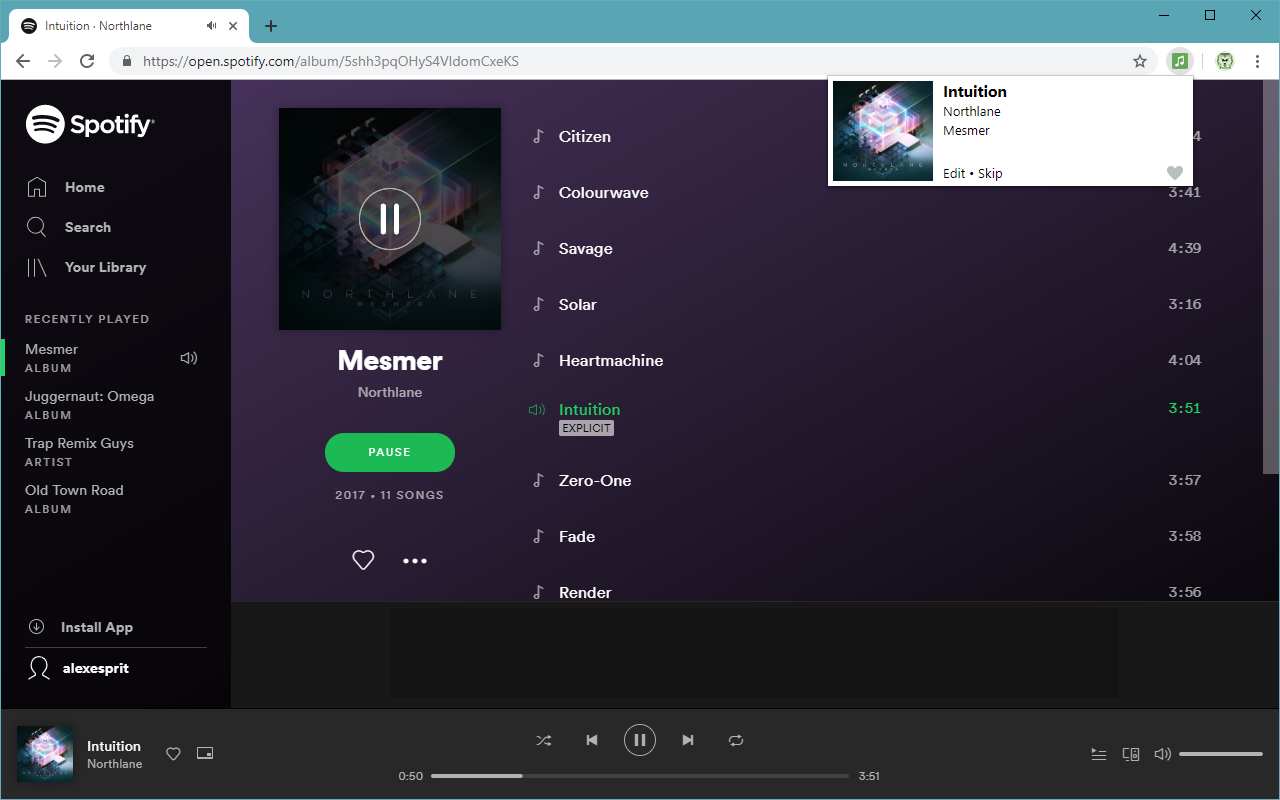 Intuition · Northlane
https://open.spotify.com/album/5shh3pqOHyS4VIdomCxeKS
Intuition
Northlane
Mesmer
Edit • Skip
Spotify
Home
Search
Your Library
RECENTLY PLAYED
Mesmer
ALBUM
Juggernaut: Omega
ALBUM
Trap Remix Guys
ARTIST
Old Town Road
ALBUM
Install App
alexesprit
NORTHLANE
MESMER
Mesmer
Northlane
PAUSE
2017 • 11 SONGS
Citizen
Colourwave 3:41
Savage 4:39
Solar 3:16
Heartmachine 4:04
Intuition 3:51
EXPLICIT
Zero-One 3:57
Fade 3:58
Render 3:56
Intuition
Northlane
0:50 3:51